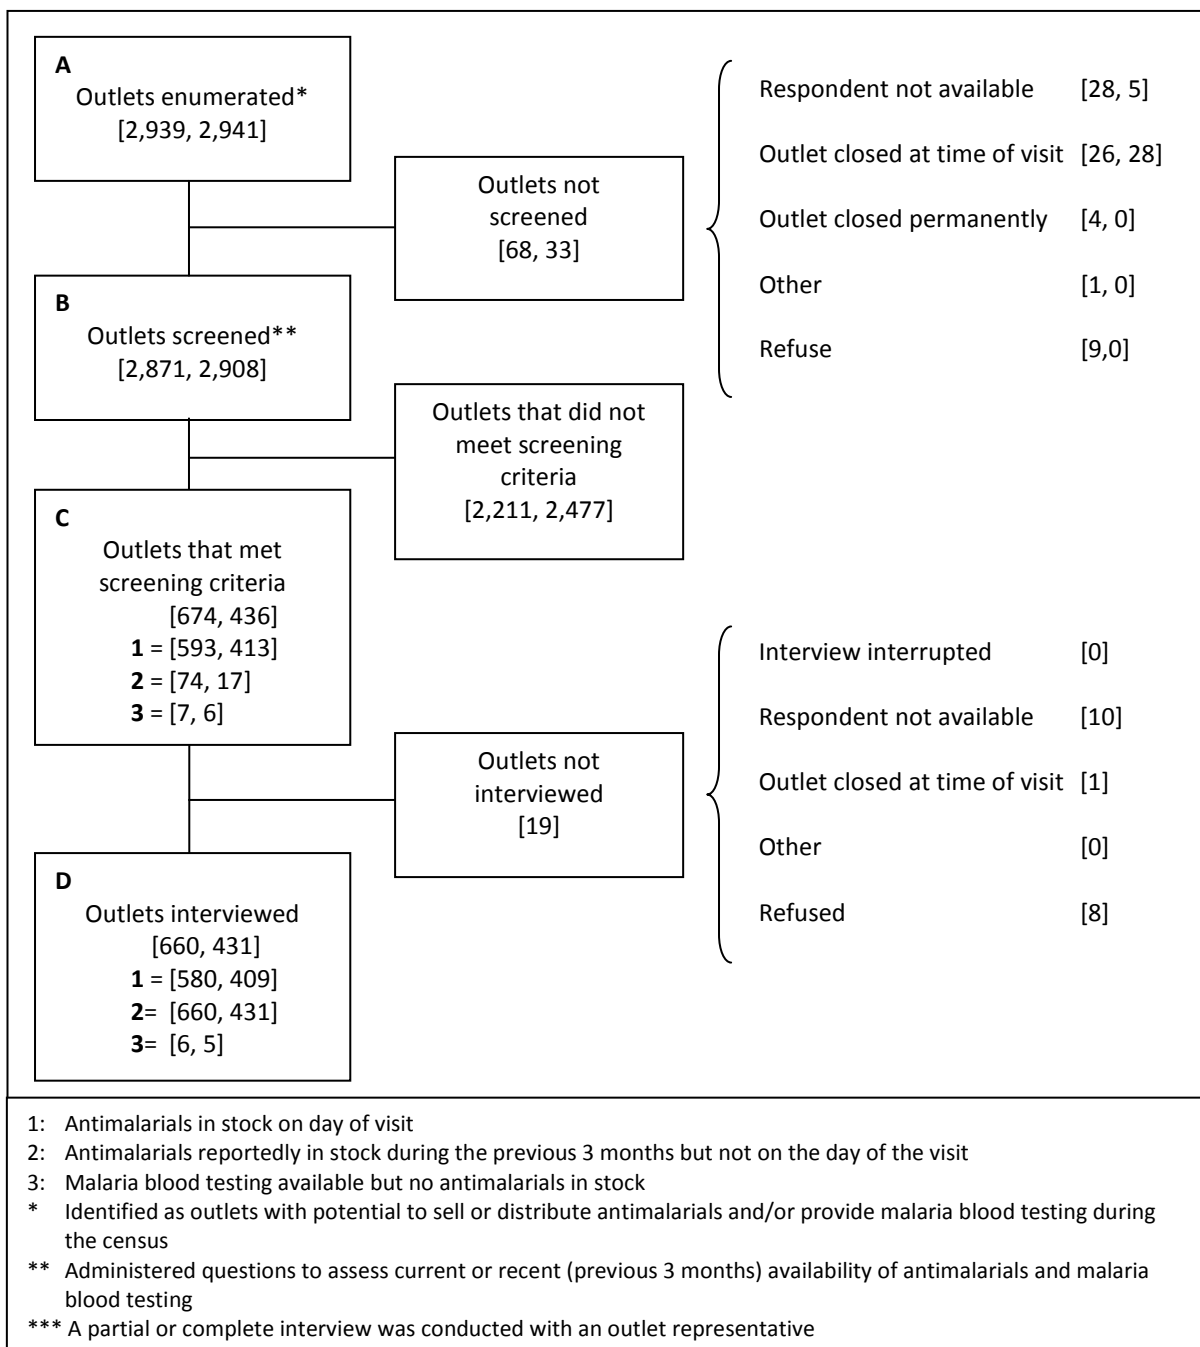 A
Outlets enumerated*
[2,939, 2,941]
Outlets not
screened
[68, 33]
Respondent not available [28, 5]
Outlet closed at time of visit [26, 28]
Outlet closed permanently [4, 0]
Other [1, 0]
Refuse [9,0]
B
Outlets screened**
[2,871, 2,908]
Outlets that did not
meet screening
criteria
[2,211, 2,477]
C
Outlets that met
screening criteria
[674, 436]
1 = [593, 413]
2 = [74, 17]
3 = [7, 6]
Outlets not
interviewed
[19]
Interview interrupted [0]
Respondent not available [10]
Outlet closed at time of visit [1]
Other [0]
Refused [8]
D
Outlets interviewed
[660, 431]
1 = [580, 409]
2= [660, 431]
3= [6, 5]
1: Antimalarials in stock on day of visit
2: Antimalarials reportedly in stock during the previous 3 months but not on the day of the visit
3: Malaria blood testing available but no antimalarials in stock
* Identified as outlets with potential to sell or distribute antimalarials and/or provide malaria blood testing during
the census
** Administered questions to assess current or recent (previous 3 months) availability of antimalarials and malaria
blood testing
*** A partial or complete interview was conducted with an outlet representative